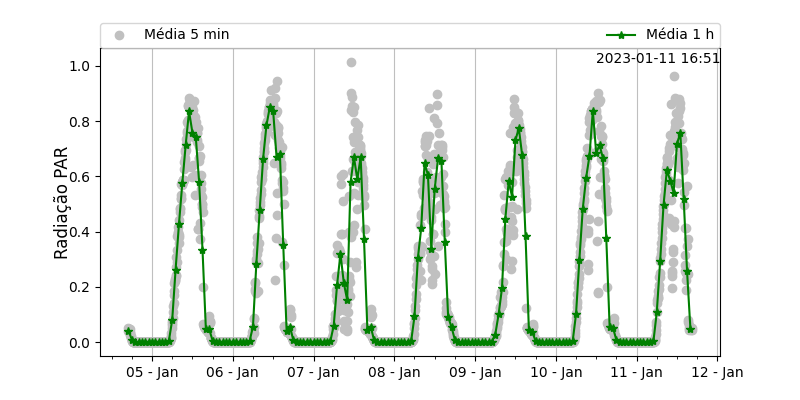 Média 5 min
Média 1 h
2023-01-11 16:51
Radiação PAR
1.0
0.8
0.6
0.4
0.2
0.0
05 - Jan
06 - Jan
07 - Jan
08 - Jan
09 - Jan
10 - Jan
11 - Jan
12 - Jan